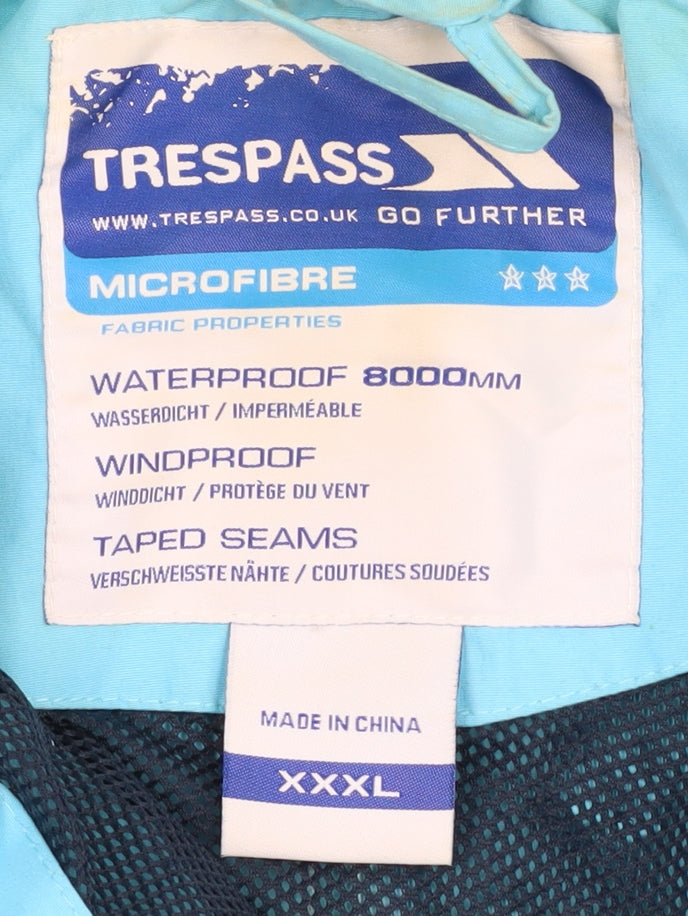 TRESPASS
WWW.TRESPASS.CO.UK GO FURTHER
MICROFIBRE
FABRIC PROPERTIES
WATERPROOF 8000MM
WASSERDICHT / IMPERMÉABLE
WINDPROOF
WINDDICHT / PROTÈGE DU VENT
TAPED SEAMS
VERSCHWEISSTE NÄHTE / COUTURES SOUDÉES
MADE IN CHINA
XXXL